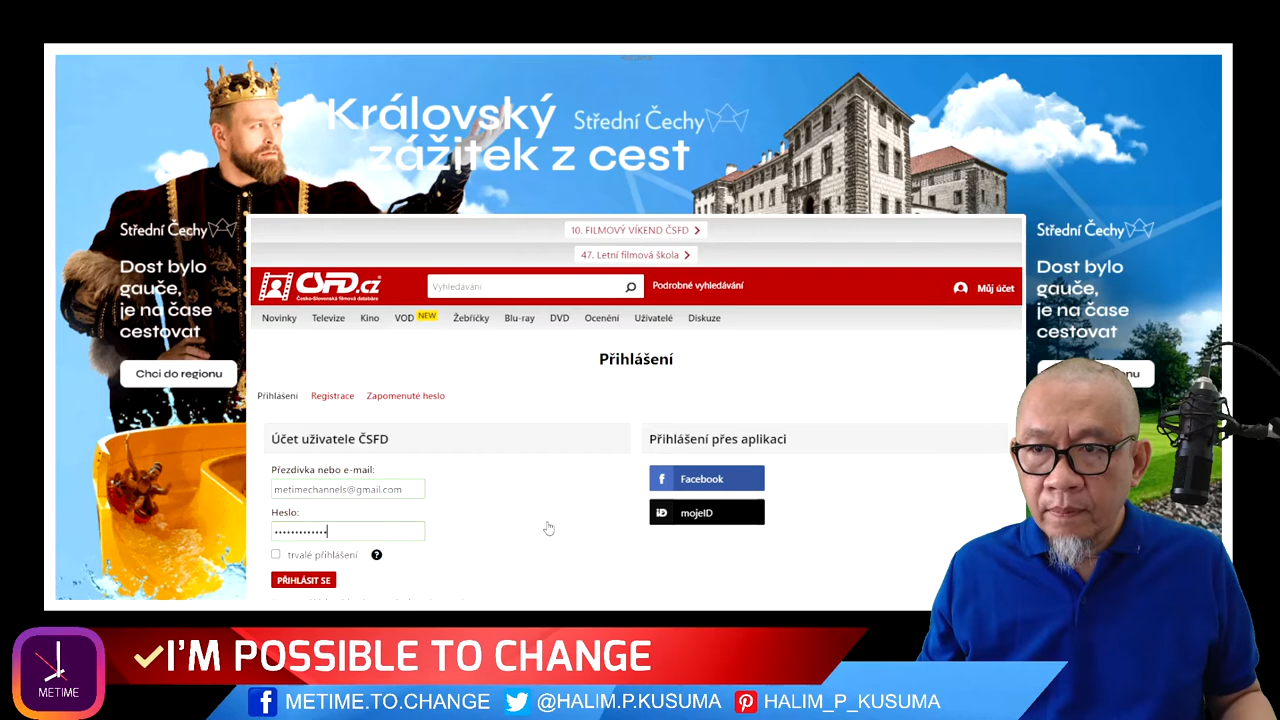 Královský
zážitek z cest
Střední Čechy
Střední Čechy
Dost bylo
gauče,
je na čase
cestovat
Chci do regionu
Střední Čechy
Dost bylo
gauče,
je na čase
cestovat
nu
10. FILMOVÝ VÍKEND ČSFD
47. Letní filmová škola
ČSFD.cz
Česko-Slovenská filmová databáze
Vyhledávání
Podrobné vyhledávání
Můj účet
Novinky Televize Kino VOD NEW Žebříčky Blu-ray DVD Ocenění Uživatelé Diskuze
Přihlášení
Přihlášení Registrace Zapomenuté heslo
Účet uživatele ČSFD
Přezdívka nebo e-mail:
metimechannels@gmail.com
Heslo:
trvalé přihlášení ?
PŘIHLÁSIT SE
Přihlášení přes aplikaci
Facebook
mojeID
I'M POSSIBLE TO CHANGE
METIME
METIME.TO.CHANGE @HALIM.P.KUSUMA HALIM_P_KUSUMA